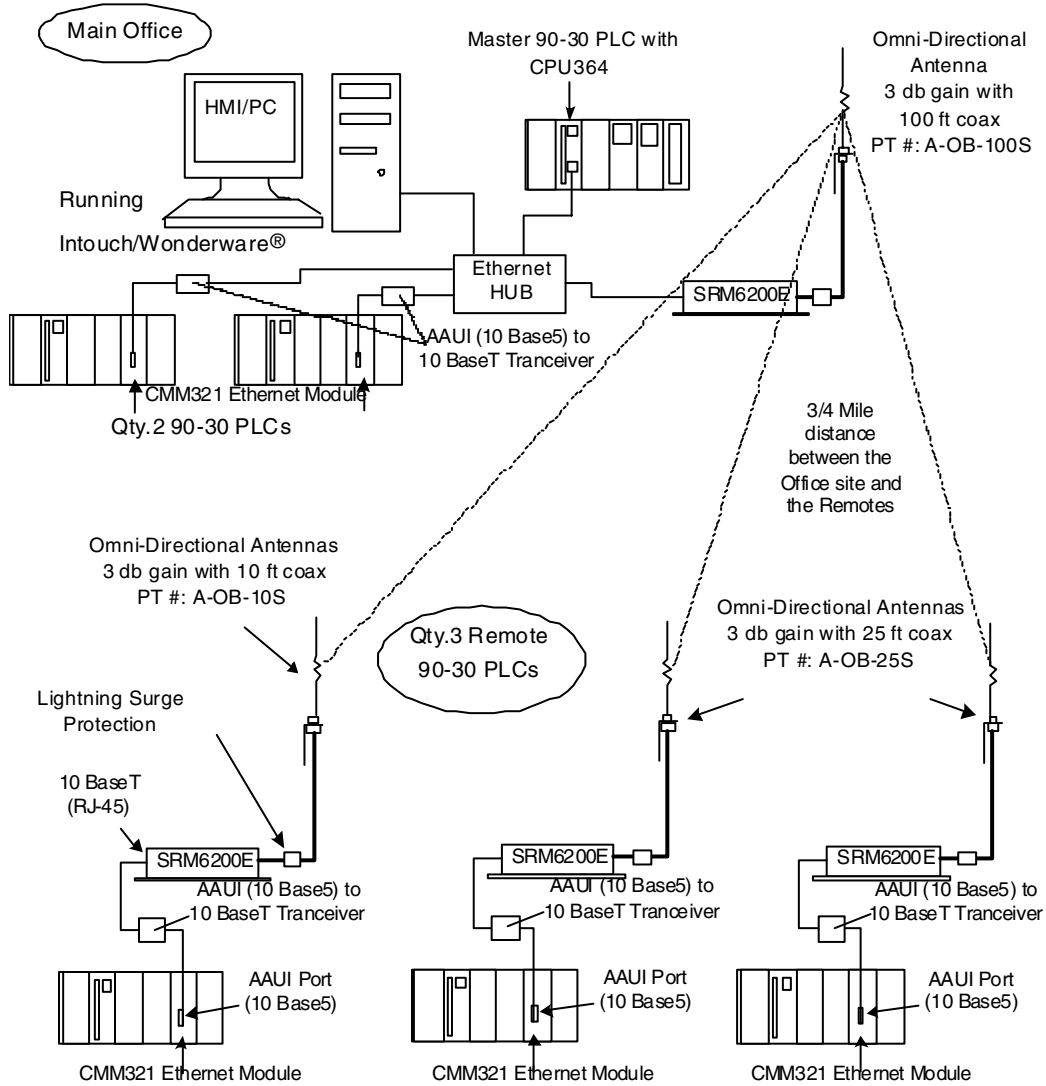 Main Office
HMI/PC
Running
Intouch/Wonderware®
Master 90-30 PLC with
CPU364
Omni-Directional
Antenna
3 db gain with
100 ft coax
PT #: A-OB-100S
Ethernet
HUB
SRM6200E
AAUI (10 Base5) to
10 BaseT Tranceiver
CMM321 Ethernet Module
Qty.2 90-30 PLCs
3/4 Mile
distance
between the
Office site and
the Remotes
Omni-Directional Antennas
3 db gain with 10 ft coax
PT #: A-OB-10S
Qty.3 Remote
90-30 PLCs
Omni-Directional Antennas
3 db gain with 25 ft coax
PT #: A-OB-25S
Lightning Surge
Protection
10 BaseT
(RJ-45)
SRM6200E
AAUI (10 Base5) to
10 BaseT Tranceiver
AAUI Port
(10 Base5)
CMM321 Ethernet Module
SRM6200E
AAUI (10 Base5) to
10 BaseT Tranceiver
AAUI Port
(10 Base5)
CMM321 Ethernet Module
SRM6200E
AAUI (10 Base5) to
10 BaseT Tranceiver
AAUI Port
(10 Base5)
CMM321 Ethernet Module